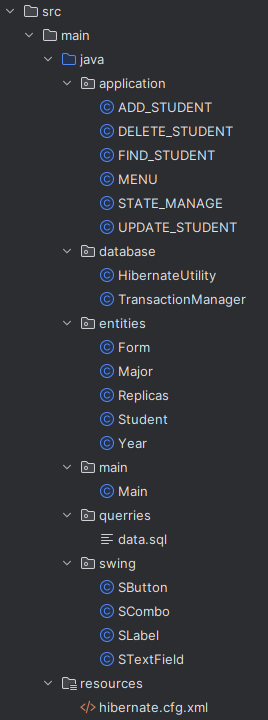 src
main
java
application
ADD_STUDENT
DELETE_STUDENT
FIND_STUDENT
MENU
STATE_MANAGE
UPDATE_STUDENT
database
HibernateUtility
TransactionManager
entities
Form
Major
Replicas
Student
Year
main
Main
querries
data.sql
swing
SButton
SCombo
SLabel
STextField
resources
hibernate.cfg.xml